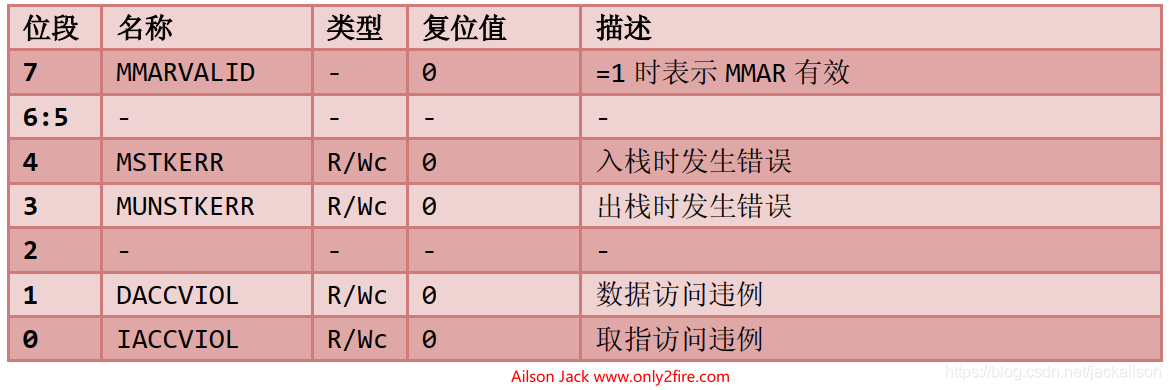 位段 名称 类型 复位值 描述
7 MMARVALID - 0 =1 时表示 MMAR 有效
6:5 - - - -
4 MSTKERR R/Wc 0 入栈时发生错误
3 MUNSTKERR R/Wc 0 出栈时发生错误
2 - - - -
1 DACCVIOL R/Wc 0 数据访问违例
0 IACCVIOL R/Wc 0 取指访问违例
Ailson Jack www.only2fire.com
https://blog.csdn.net/jackailson